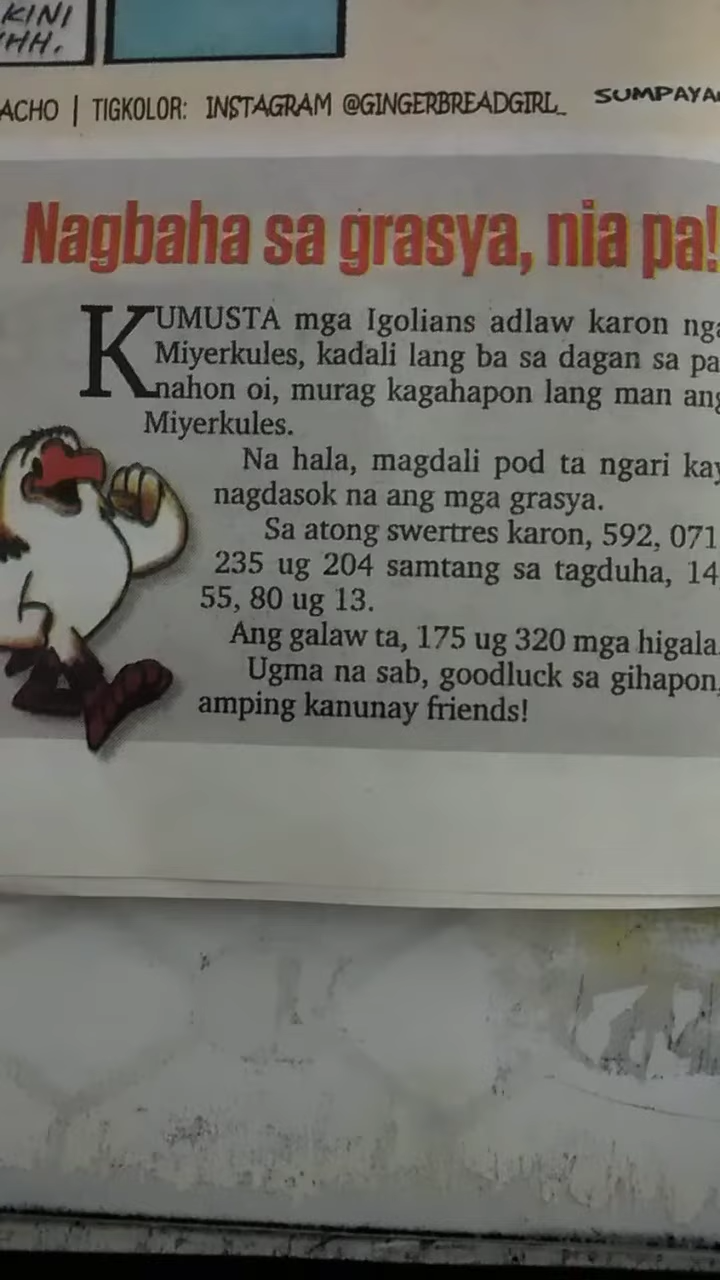 KINI
HH.
ACHO | TIGKOLOR: INSTAGRAM @GINGERBREADGIRL_
SUMPAYA
Nagbaha sa grasya, nia pa!
KUMUSTA mga Igolians adlaw karon nga
Miyerkules, kadali lang ba sa dagan sa pa
nahon oi, murag kagahapon lang man ang
Miyerkules.
Na hala, magdali pod ta ngari kay
nagdasok na ang mga grasya.
Sa atong swertres karon, 592, 071
235 ug 204 samtang sa tagduha, 14
55, 80 ug 13.
Ang galaw ta, 175 ug 320 mga higala.
Ugma na sab, goodluck sa gihapon,
amping kanunay friends!